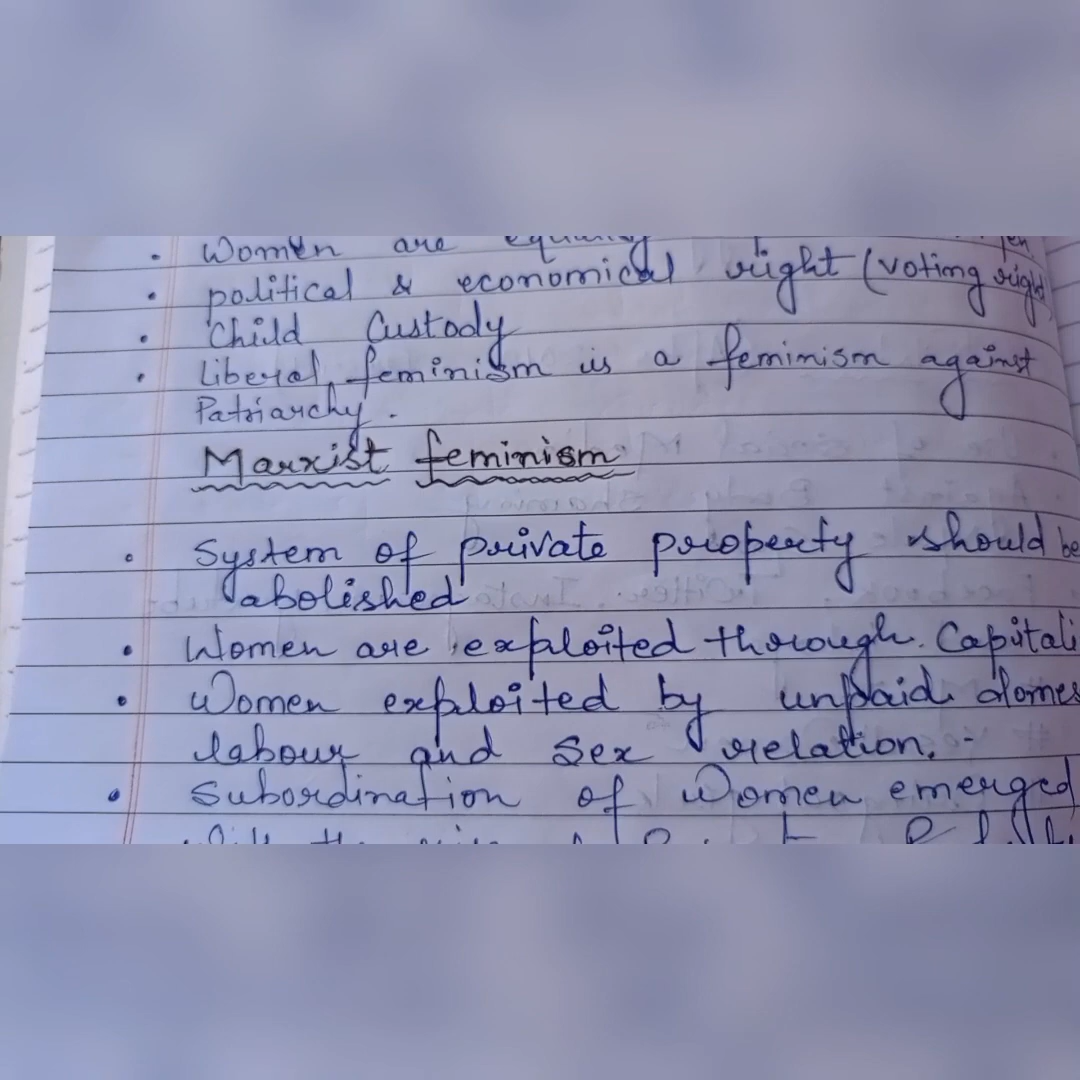 • Women are equality
• political & economical right (voting right
• Child Custody
• Liberal feminism is a feminism against
Patriarchy.
Marxist feminism
• System of private property should be
abolished
• Women are exploited through Capitali
• Women exploited by unpaid domes
labour and sex relation.
• Subordination of Women emerged